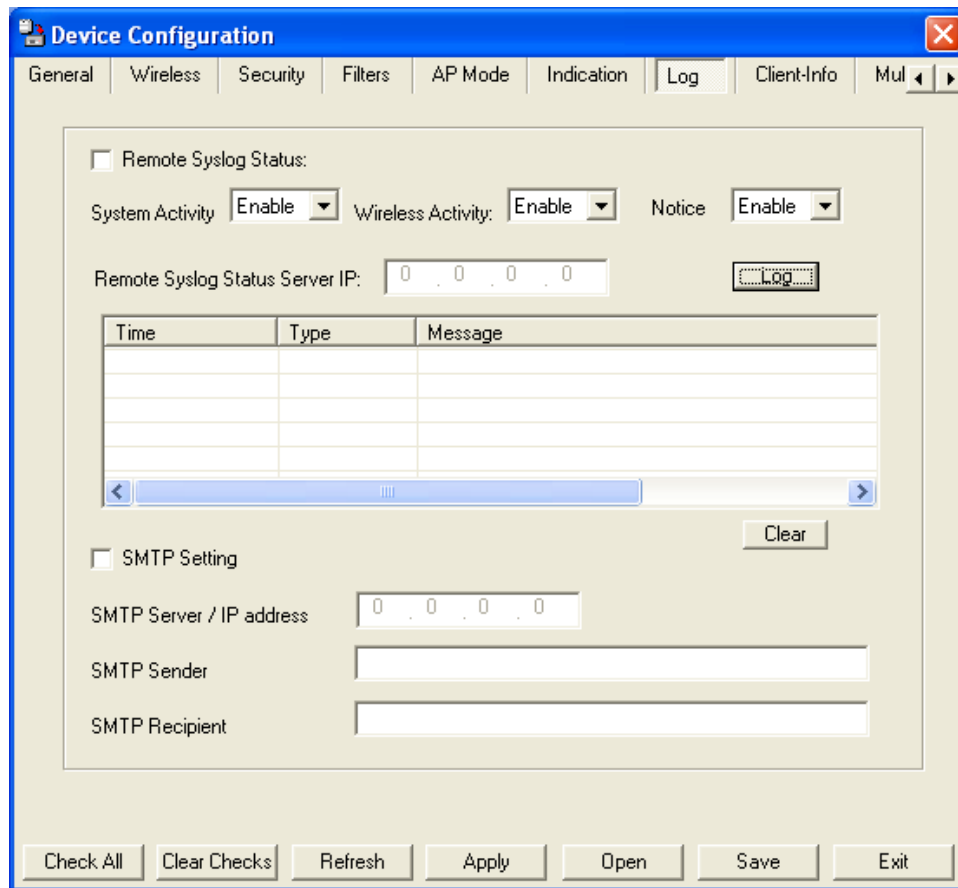 Device Configuration
General Wireless Security Filters AP Mode Indication Log Client-Info Mul
Remote Syslog Status:
System Activity Enable Wireless Activity: Enable Notice Enable
Remote Syslog Status Server IP: 0 . 0 . 0 . 0 Log
Time Type Message
Clear
SMTP Setting
SMTP Server / IP address 0 . 0 . 0 . 0
SMTP Sender
SMTP Recipient
Check All Clear Checks Refresh Apply Open Save Exit